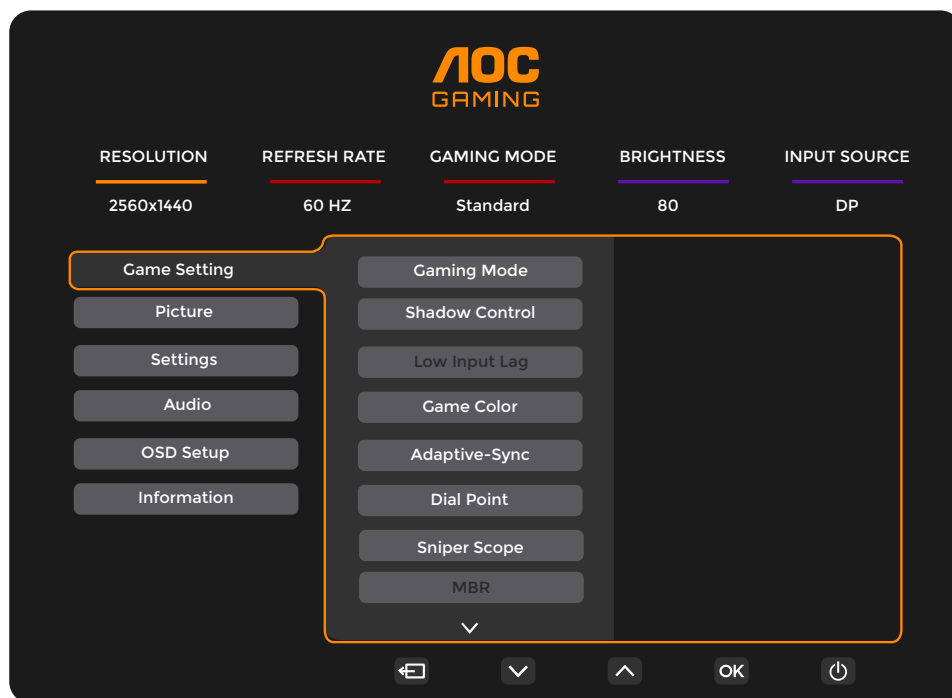 AOC
GAMING
RESOLUTION REFRESH RATE GAMING MODE BRIGHTNESS INPUT SOURCE
2560x1440 60 HZ Standard 80 DP
Game Setting
Picture
Settings
Audio
OSD Setup
Information
Gaming Mode
Shadow Control
Low Input Lag
Game Color
Adaptive-Sync
Dial Point
Sniper Scope
MBR
OK